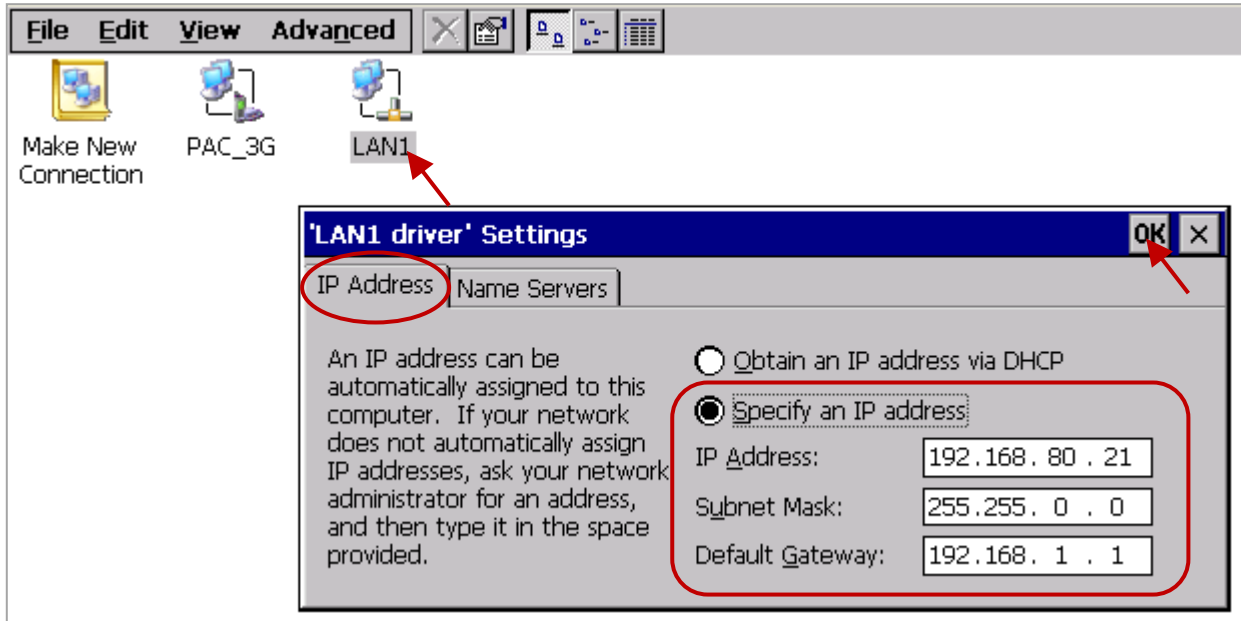 File Edit View Advanced
Make New
Connection
PAC_3G
LAN1
'LAN1 driver' Settings
OK ×
IP Address
Name Servers
An IP address can be
automatically assigned to this
computer. If your network
does not automatically assign
IP addresses, ask your network
administrator for an address,
and then type it in the space
provided.
Obtain an IP address via DHCP
Specify an IP address
IP Address: 192.168. 80 . 21
Subnet Mask: 255.255. 0 . 0
Default Gateway: 192.168. 1 . 1